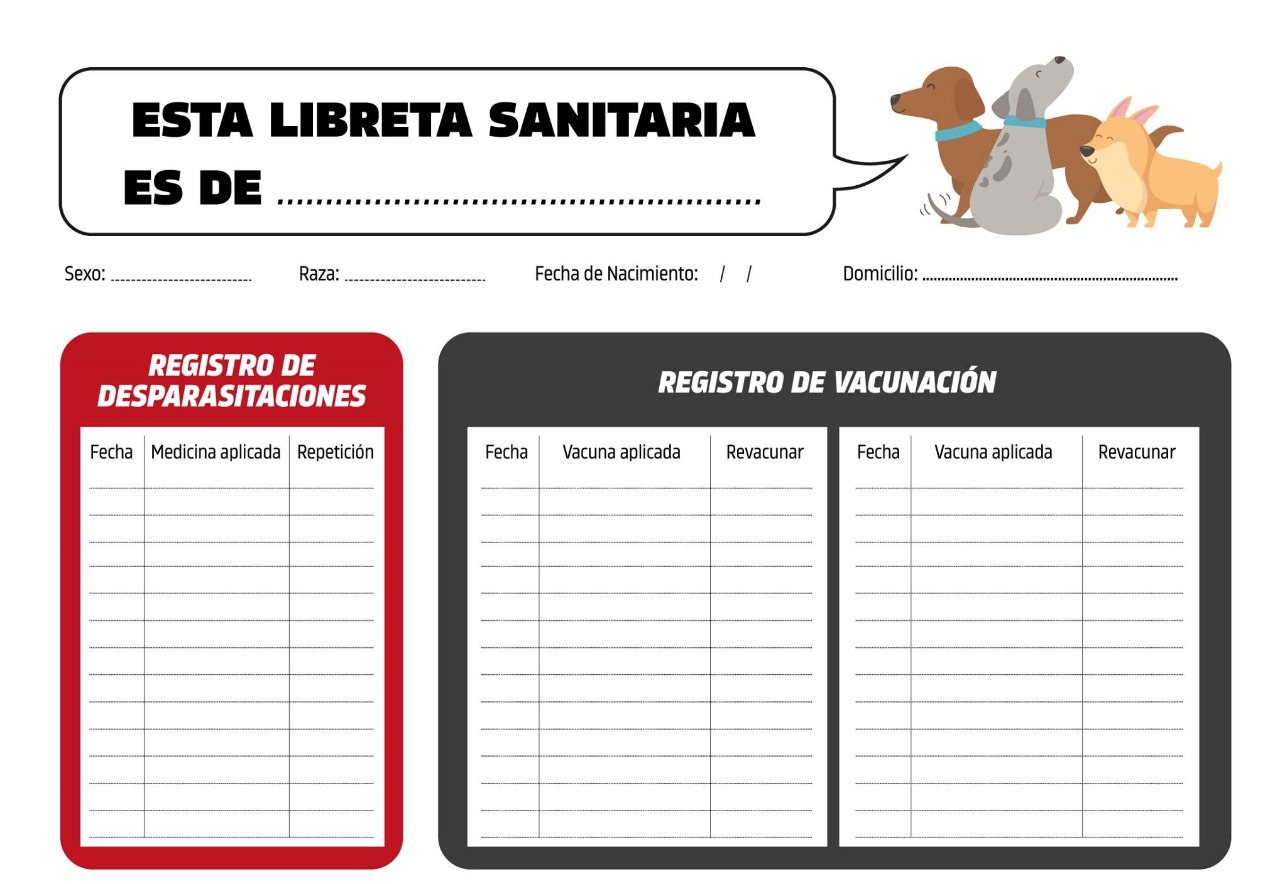 ESTA LIBRETA SANITARIA
ES DE ..................................................
Sexo: ............................ Raza: ............................ Fecha de Nacimiento: / / Domicilio: ..................................................................
REGISTRO DE
DESPARASITACIONES
Fecha Medicina aplicada Repetición
REGISTRO DE VACUNACIÓN
Fecha Vacuna aplicada Revacunar Fecha Vacuna aplicada Revacunar